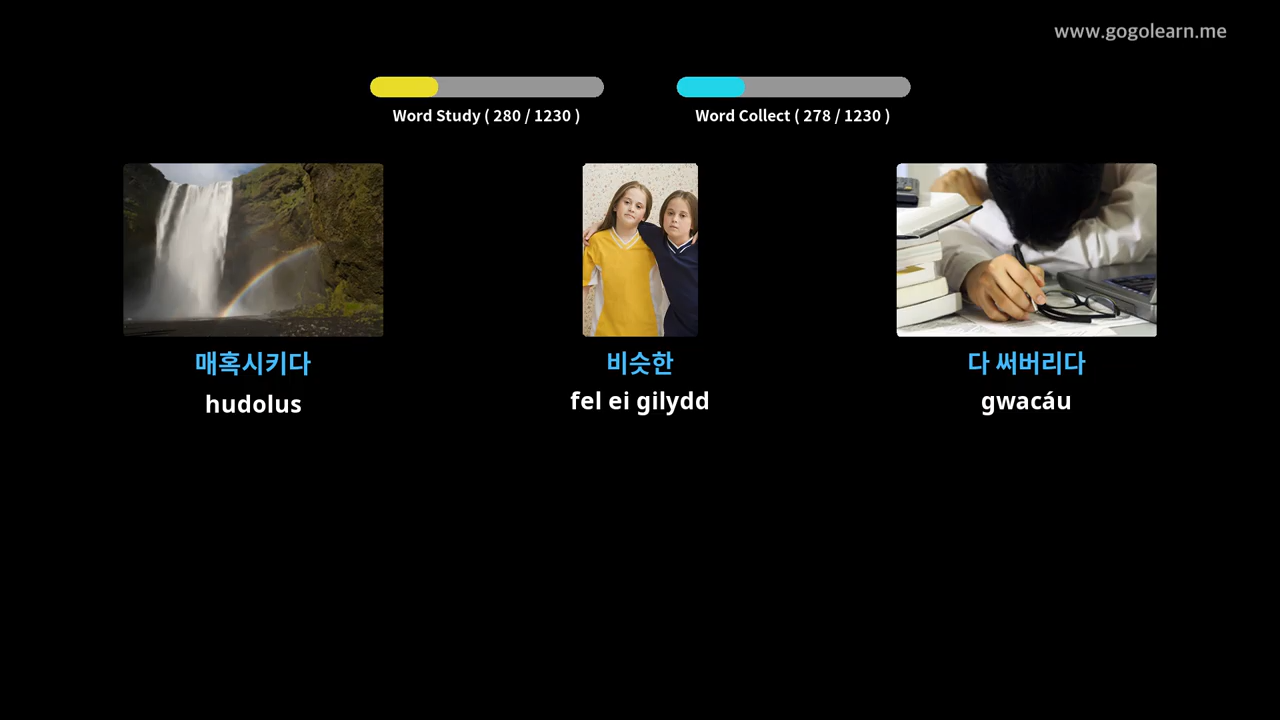 www.gogolearn.me
Word Study ( 280 / 1230 )
Word Collect ( 278 / 1230 )
매혹시키다
hudolus
비슷한
fel ei gilydd
다 써버리다
gwacáu